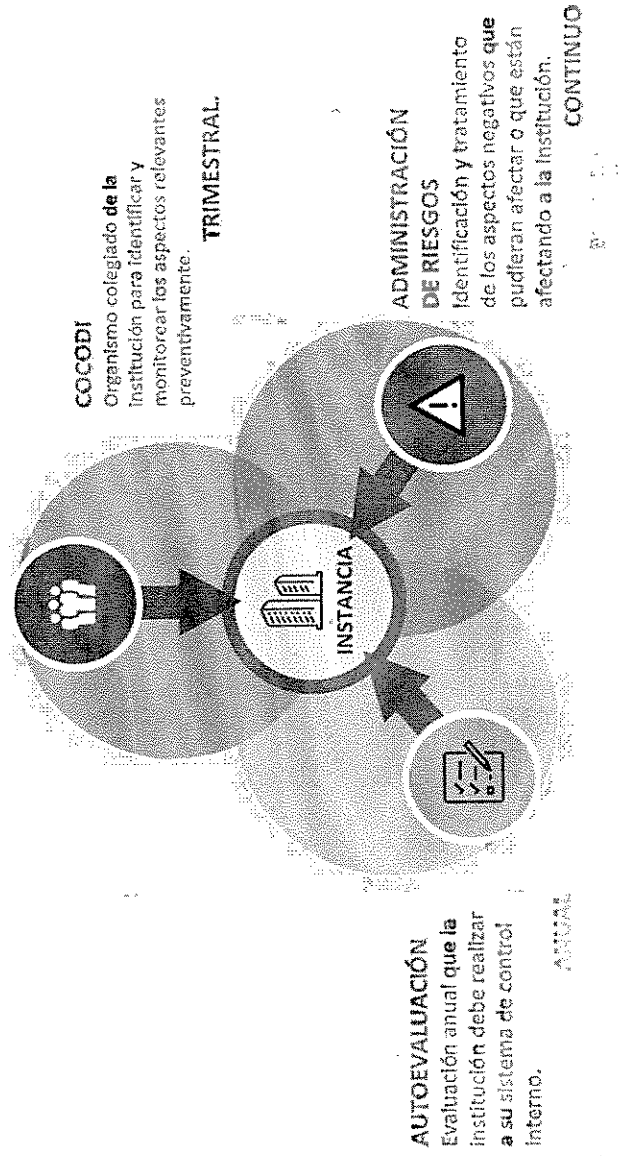 COCODI
Organismo colegiado de la
institución para identificar y
monitorear los aspectos relevantes
preventivamente.
TRIMESTRAL.
INSTANCIA
AUTOEVALUACIÓN
Evaluación anual que la
institución debe realizar
a su sistema de control
interno.
ANUAL
ADMINISTRACIÓN
DE RIESGOS
Identificación y tratamiento
de los aspectos negativos que
pudieran afectar o que están
afectando a la Institución.
CONTINUO